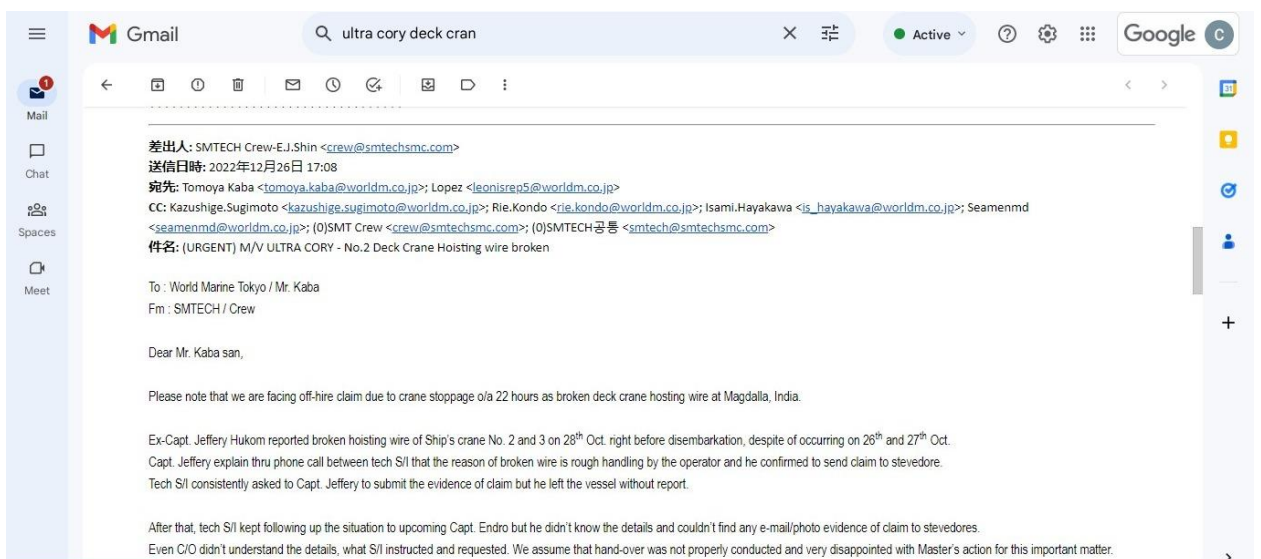 Gmail
ultra cory deck cran
Active
Google
C
1
Mail
Chat
Spaces
Meet
31
差出人: SMTECH Crew-E.J.Shin <crew@smtechsmc.com>
送信日時: 2022年12月26日 17:08
宛先: Tomoya Kaba <tomoya.kaba@worldm.co.jp>; Lopez <leonisrep5@worldm.co.jp>
CC: Kazushige.Sugimoto <kazushige.sugimoto@worldm.co.jp>; Rie.Kondo <rie.kondo@worldm.co.jp>; Isami.Hayakawa <is_hayakawa@worldm.co.jp>; Seamenmd
<seamenmd@worldm.co.jp>; (0)SMT Crew <crew@smtechsmc.com>; (0)SMTECH공통 <smtech@smtechsmc.com>
件名: (URGENT) M/V ULTRA CORY - No.2 Deck Crane Hoisting wire broken
To : World Marine Tokyo / Mr. Kaba
Fm : SMTECH / Crew
Dear Mr. Kaba san,
Please note that we are facing off-hire claim due to crane stoppage o/a 22 hours as broken deck crane hosting wire at Magdalla, India.
Ex-Capt. Jeffery Hukom reported broken hoisting wire of Ship's crane No. 2 and 3 on 28th Oct. right before disembarkation, despite of occurring on 26th and 27th Oct.
Capt. Jeffery explain thru phone call between tech S/I that the reason of broken wire is rough handling by the operator and he confirmed to send claim to stevedore.
Tech S/I consistently asked to Capt. Jeffery to submit the evidence of claim but he left the vessel without report.
After that, tech S/I kept following up the situation to upcoming Capt. Endro but he didn't know the details and couldn't find any e-mail/photo evidence of claim to stevedores.
Even C/O didn't understand the details, what S/I instructed and requested. We assume that hand-over was not properly conducted and very disappointed with Master's action for this important matter.